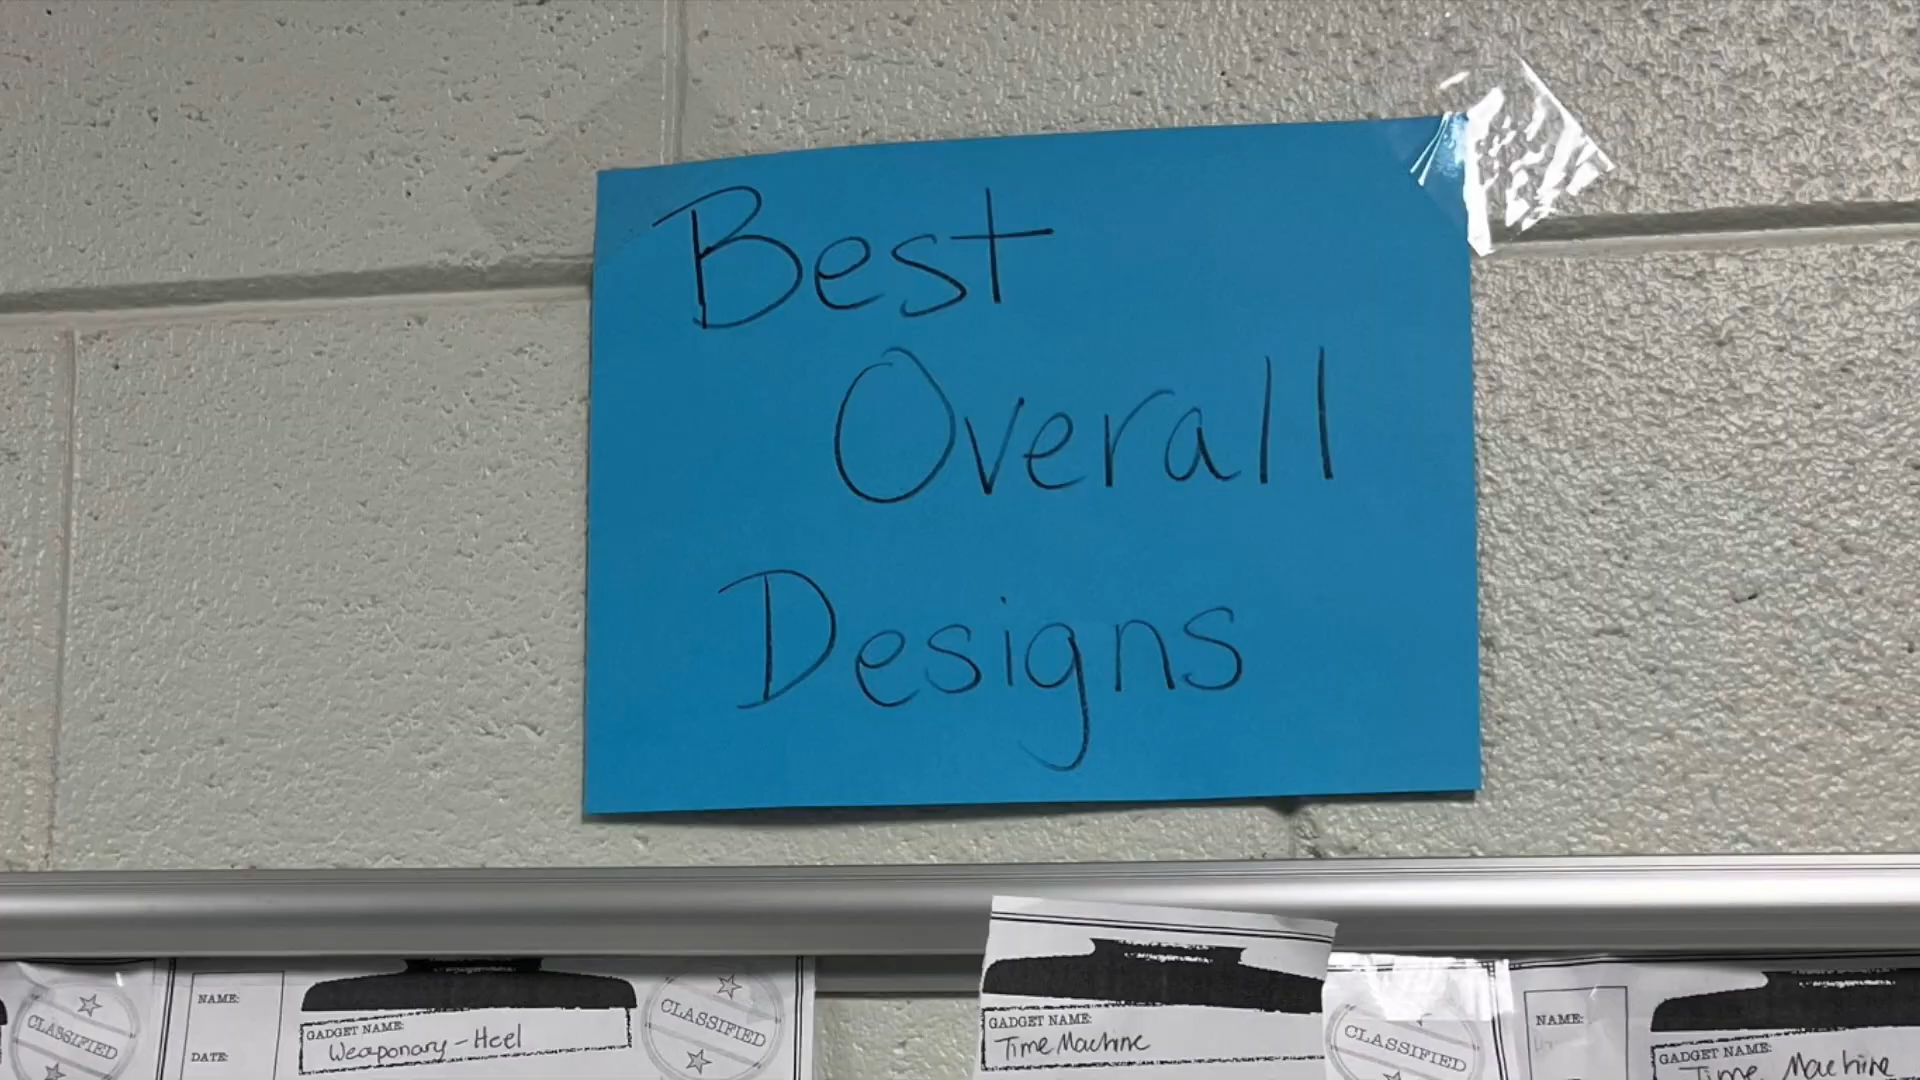 Best
Overall
Designs
CLASSIFIED
NAME:
DATE:
GADGET NAME:
Weaponary - Heel
CLASSIFIED
GADGET NAME:
Time Machine
CLASSIFIED
NAME:
GADGET NAME:
Time Machine